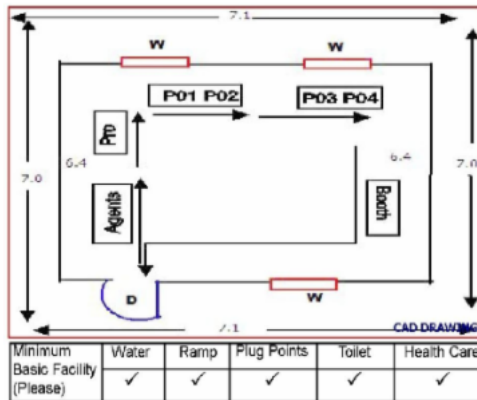 7.1
W
W
P01 P02
P03 P04
Pro
6.4
6.4
7.0
7.0
Agents
Booth
D
W
7.1
CAD DRAWING
Minimum Basic Facility (Please)
Water
Ramp
Plug Points
Toilet
Health Care
✓
✓
✓
✓
✓